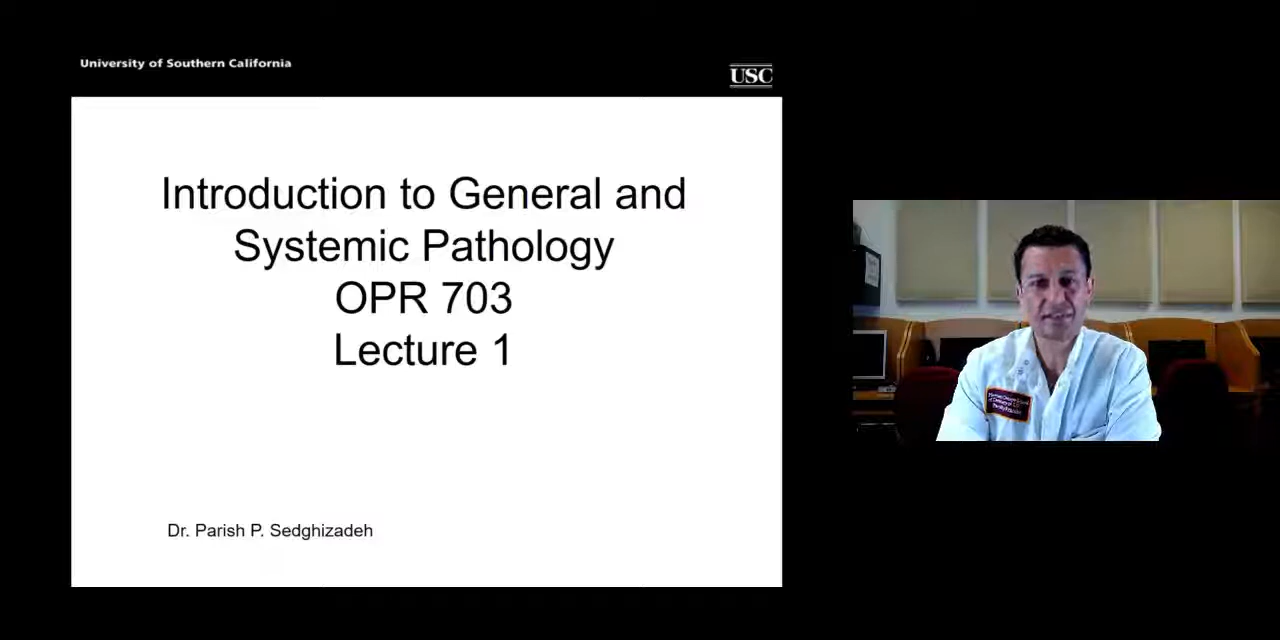 University of Southern California
USC
Introduction to General and
Systemic Pathology
OPR 703
Lecture 1
Dr. Parish P. Sedghizadeh